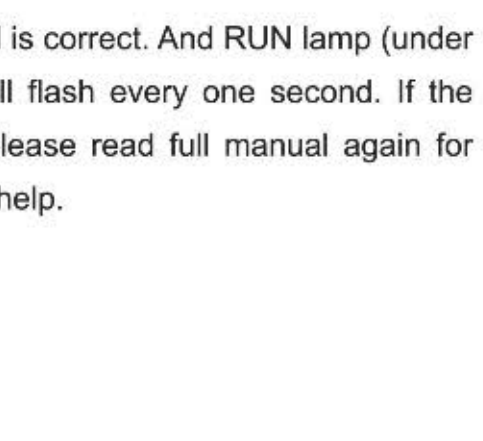 is correct. And RUN lamp (under
ll flash every one second. If the
lease read full manual again for
help.